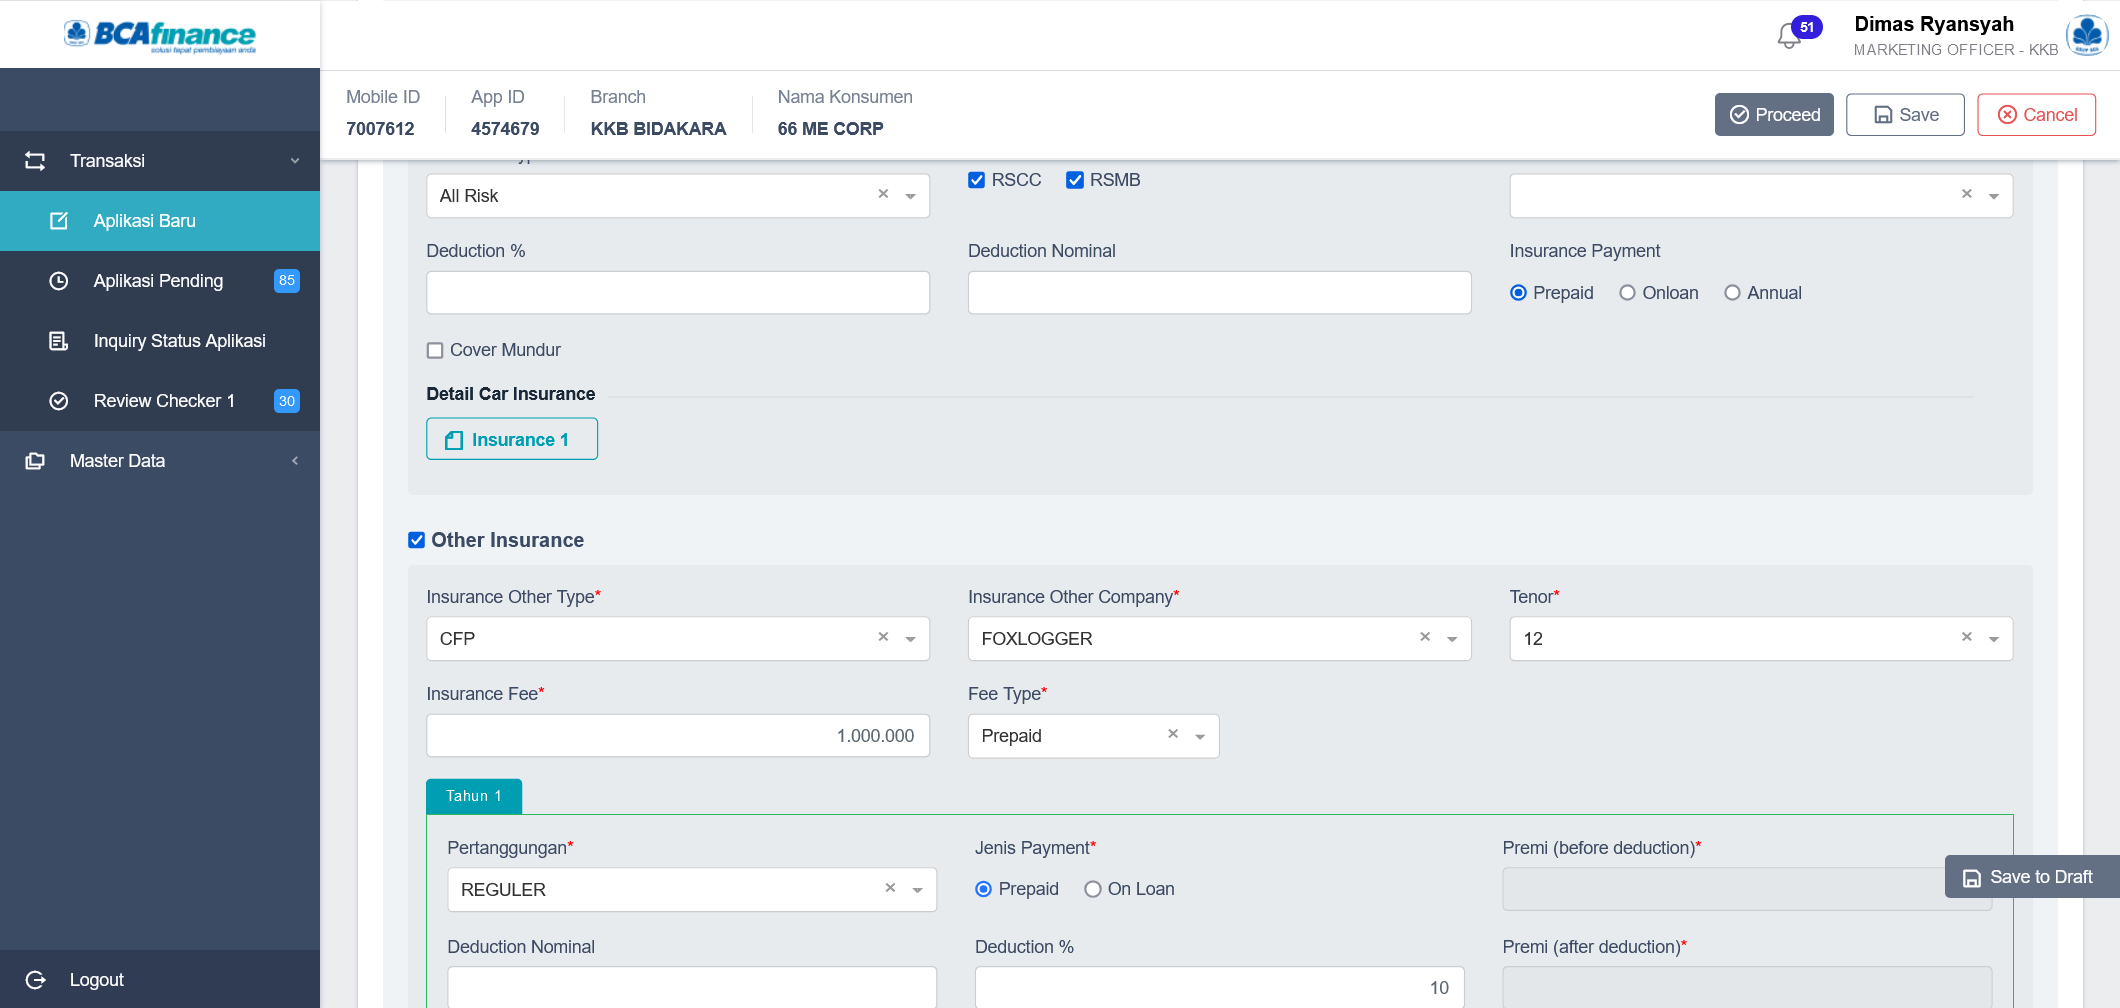 BCAfinance
solusi tepat pembiayaan anda
51
Dimas Ryansyah
MARKETING OFFICER - KKB
Mobile ID
7007612
App ID
4574679
Branch
KKB BIDAKARA
Nama Konsumen
66 ME CORP
Proceed
Save
Cancel
Transaksi
Aplikasi Baru
Aplikasi Pending
85
Inquiry Status Aplikasi
Review Checker 1
30
Master Data
Logout
All Risk
RSCC
RSMB
Deduction %
Deduction Nominal
Insurance Payment
Prepaid
Onloan
Annual
Cover Mundur
Detail Car Insurance
Insurance 1
Other Insurance
Insurance Other Type*
Insurance Other Company*
Tenor*
CFP
FOXLOGGER
12
Insurance Fee*
Fee Type*
1.000.000
Prepaid
Tahun 1
Pertanggungan*
Jenis Payment*
Premi (before deduction)*
REGULER
Prepaid
On Loan
Save to Draft
Deduction Nominal
Deduction %
Premi (after deduction)*
10